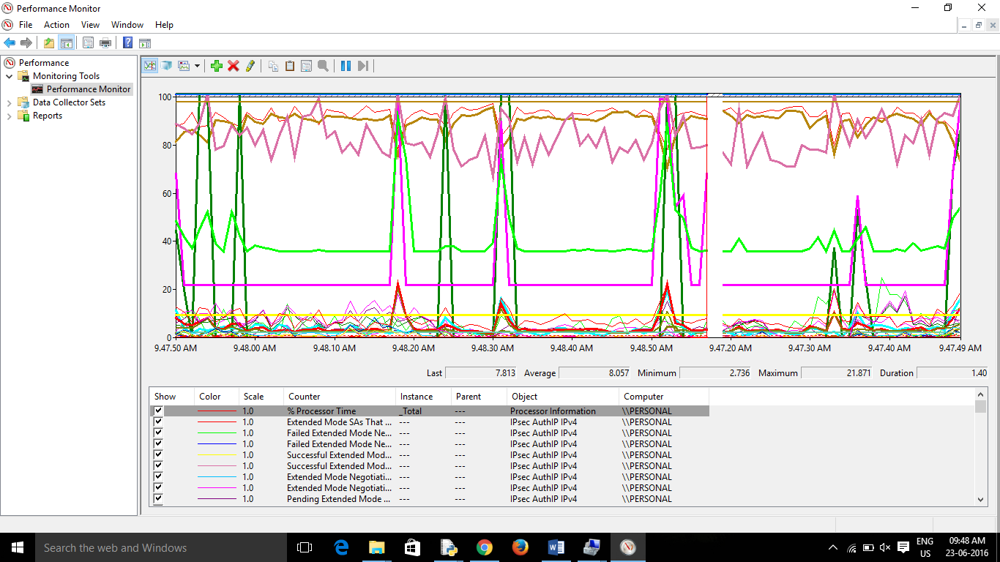 Performance Monitor
File Action View Window Help
Performance
Monitoring Tools
Performance Monitor
Data Collector Sets
Reports
100
80
60
40
20
0
9.47.50 AM 9.48.00 AM 9.48.10 AM 9.48.20 AM 9.48.30 AM 9.48.40 AM 9.48.50 AM 9.47.20 AM 9.47.30 AM 9.47.40 AM 9.47.49 AM
Last 7.813 Average 8.057 Minimum 2.736 Maximum 21.871 Duration 1.40
Show Color Scale Counter Instance Parent Object Computer
1.0 % Processor Time _Total --- Processor Information \\PERSONAL
1.0 Extended Mode SAs That ... --- --- IPsec AuthIP IPv4 \\PERSONAL
1.0 Failed Extended Mode Ne... --- --- IPsec AuthIP IPv4 \\PERSONAL
1.0 Failed Extended Mode Ne... --- --- IPsec AuthIP IPv4 \\PERSONAL
1.0 Successful Extended Mod... --- --- IPsec AuthIP IPv4 \\PERSONAL
1.0 Successful Extended Mod... --- --- IPsec AuthIP IPv4 \\PERSONAL
1.0 Extended Mode Negotiati... --- --- IPsec AuthIP IPv4 \\PERSONAL
1.0 Extended Mode Negotiati... --- --- IPsec AuthIP IPv4 \\PERSONAL
1.0 Pending Extended Mode ... --- --- IPsec AuthIP IPv4 \\PERSONAL
Search the web and Windows
ENG
US
09:48 AM
23-06-2016